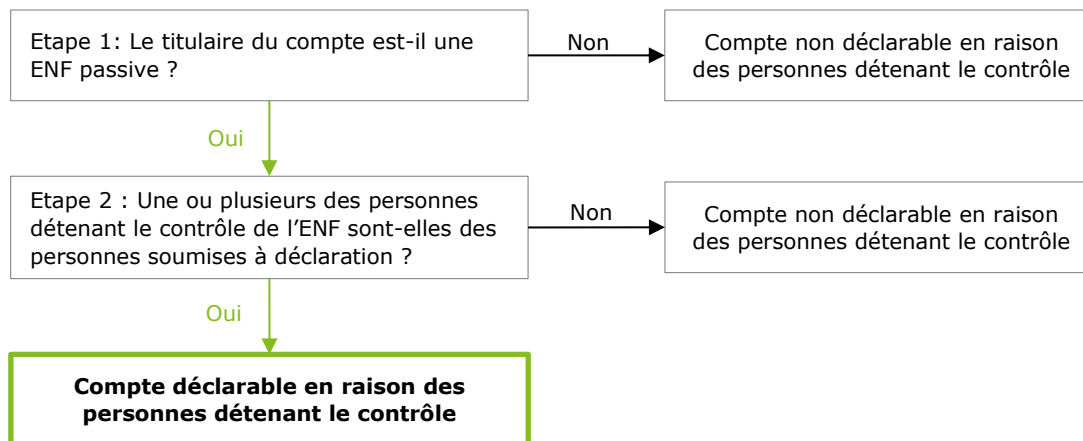 Etape 1: Le titulaire du compte est-il une
ENF passive ?
Non
Compte non déclarable en raison
des personnes détenant le contrôle
Oui
Etape 2 : Une ou plusieurs des personnes
détenant le contrôle de l’ENF sont-elles des
personnes soumises à déclaration ?
Non
Compte non déclarable en raison
des personnes détenant le contrôle
Oui
Compte déclarable en raison des
personnes détenant le contrôle